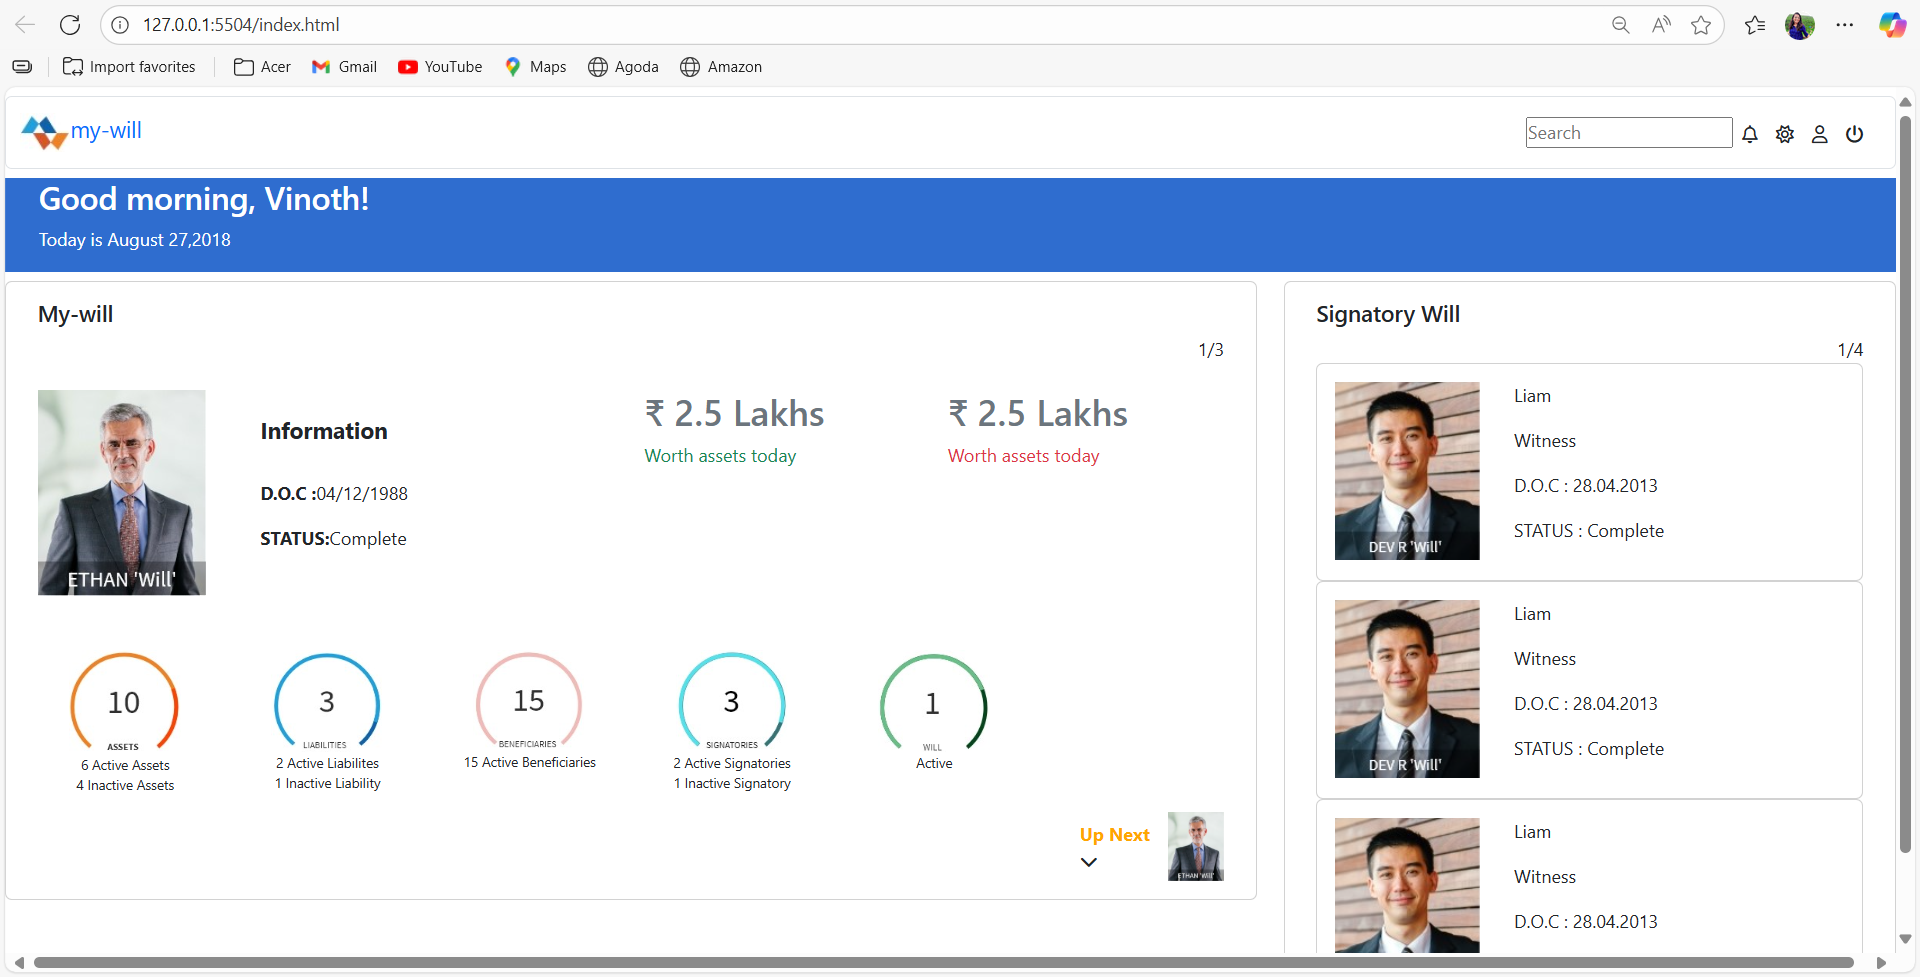 127.0.0.1:5504/index.html
Import favorites
Acer
Gmail
YouTube
Maps
Agoda
Amazon
my-will
Search
Good morning, Vinoth!
Today is August 27,2018
My-will
1/3
ETHAN 'Will'
Information
D.O.C :04/12/1988
STATUS:Complete
₹ 2.5 Lakhs
Worth assets today
₹ 2.5 Lakhs
Worth assets today
10
ASSETS
6 Active Assets
4 Inactive Assets
3
LIABILITIES
2 Active Liabilites
1 Inactive Liability
15
BENEFICIARIES
15 Active Beneficiaries
3
SIGNATORIES
2 Active Signatories
1 Inactive Signatory
1
WILL
Active
Up Next
ETHAN 'Will'
Signatory Will
1/4
DEV R 'Will'
Liam
Witness
D.O.C : 28.04.2013
STATUS : Complete
DEV R 'Will'
Liam
Witness
D.O.C : 28.04.2013
STATUS : Complete
Liam
Witness
D.O.C : 28.04.2013